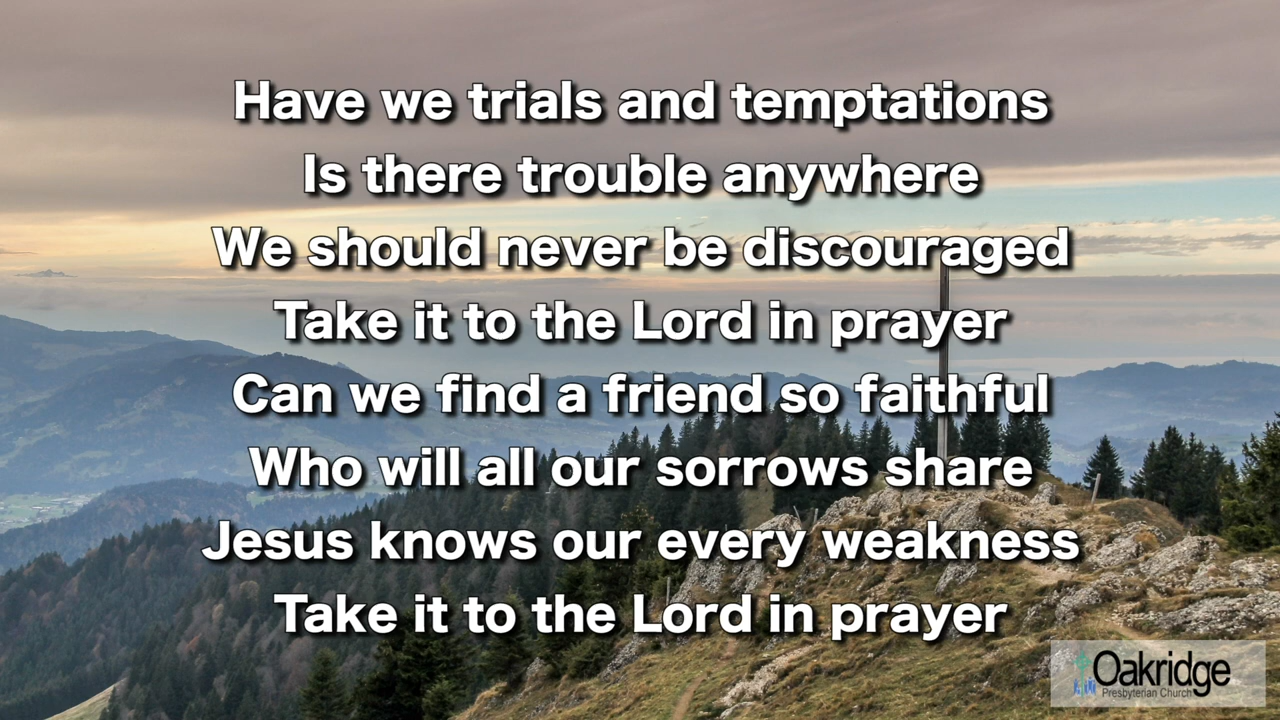 Have we trials and temptations
Is there trouble anywhere
We should never be discouraged
Take it to the Lord in prayer
Can we find a friend so faithful
Who will all our sorrows share
Jesus knows our every weakness
Take it to the Lord in prayer
Oakridge
Presbyterian Church